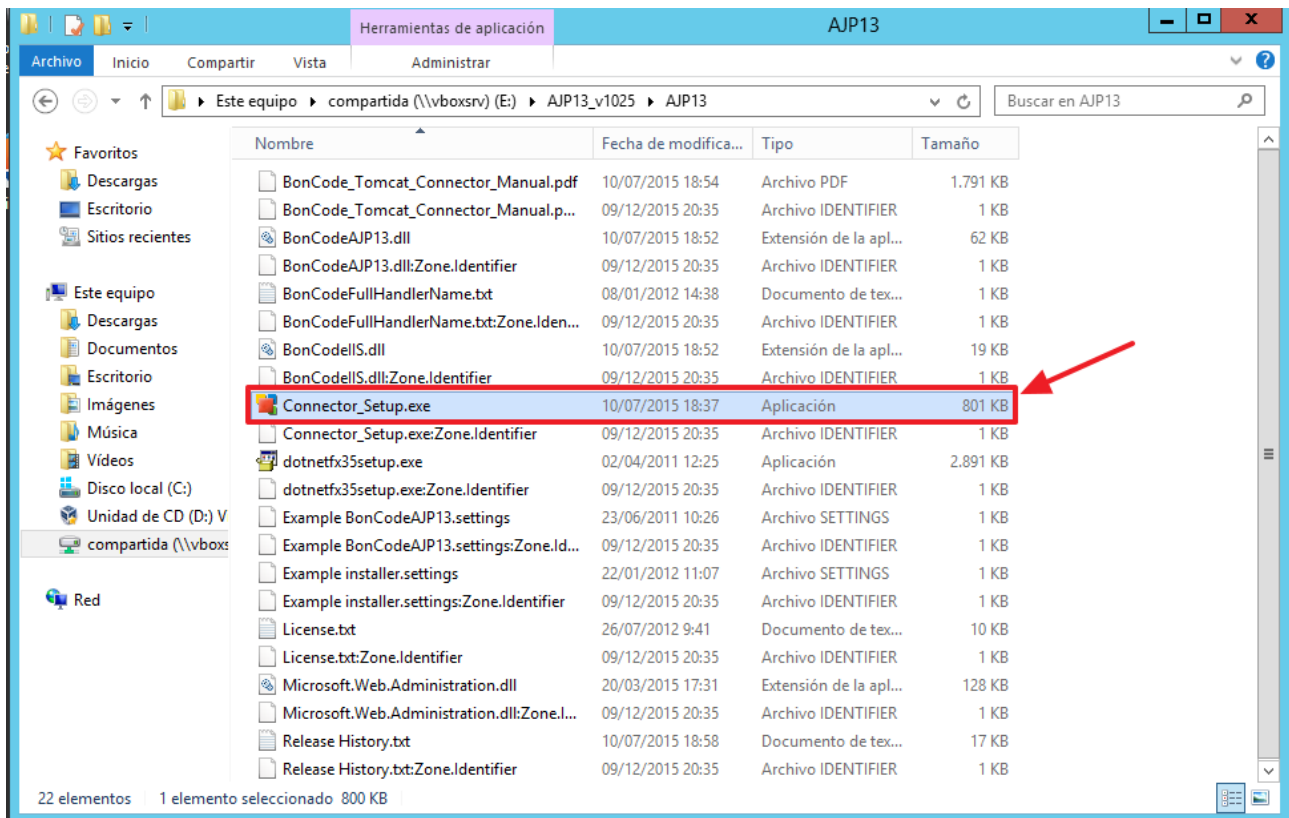 Herramientas de aplicación
AJP13
Archivo Inicio Compartir Vista Administrar
Este equipo compartida (\\vboxsrv) (E:) AJP13_v1025 AJP13
Buscar en AJP13
Nombre Fecha de modifica... Tipo Tamaño
Favoritos
Descargas
Escritorio
Sitios recientes
Este equipo
Descargas
Documentos
Escritorio
Imágenes
Música
Vídeos
Disco local (C:)
Unidad de CD (D:) V
compartida (\\vboxs
Red
BonCode_Tomcat_Connector_Manual.pdf 10/07/2015 18:54 Archivo PDF 1.791 KB
BonCode_Tomcat_Connector_Manual.p... 09/12/2015 20:35 Archivo IDENTIFIER 1 KB
BonCodeAJP13.dll 10/07/2015 18:52 Extensión de la apl... 62 KB
BonCodeAJP13.dll:Zone.Identifier 09/12/2015 20:35 Archivo IDENTIFIER 1 KB
BonCodeFullHandlerName.txt 08/01/2012 14:38 Documento de tex... 1 KB
BonCodeFullHandlerName.txt:Zone.Iden... 09/12/2015 20:35 Archivo IDENTIFIER 1 KB
BonCodeIIS.dll 10/07/2015 18:52 Extensión de la apl... 19 KB
BonCodeIIS.dll:Zone.Identifier 09/12/2015 20:35 Archivo IDENTIFIER 1 KB
Connector_Setup.exe 10/07/2015 18:37 Aplicación 801 KB
Connector_Setup.exe:Zone.Identifier 09/12/2015 20:35 Archivo IDENTIFIER 1 KB
dotnetfx35setup.exe 02/04/2011 12:25 Aplicación 2.891 KB
dotnetfx35setup.exe:Zone.Identifier 09/12/2015 20:35 Archivo IDENTIFIER 1 KB
Example BonCodeAJP13.settings 23/06/2011 10:26 Archivo SETTINGS 1 KB
Example BonCodeAJP13.settings:Zone.Id... 09/12/2015 20:35 Archivo IDENTIFIER 1 KB
Example installer.settings 22/01/2012 11:07 Archivo SETTINGS 1 KB
Example installer.settings:Zone.Identifier 09/12/2015 20:35 Archivo IDENTIFIER 1 KB
License.txt 26/07/2012 9:41 Documento de tex... 10 KB
License.txt:Zone.Identifier 09/12/2015 20:35 Archivo IDENTIFIER 1 KB
Microsoft.Web.Administration.dll 20/03/2015 17:31 Extensión de la apl... 128 KB
Microsoft.Web.Administration.dll:Zone.I... 09/12/2015 20:35 Archivo IDENTIFIER 1 KB
Release History.txt 10/07/2015 18:58 Documento de tex... 17 KB
Release History.txt:Zone.Identifier 09/12/2015 20:35 Archivo IDENTIFIER 1 KB
22 elementos 1 elemento seleccionado 800 KB